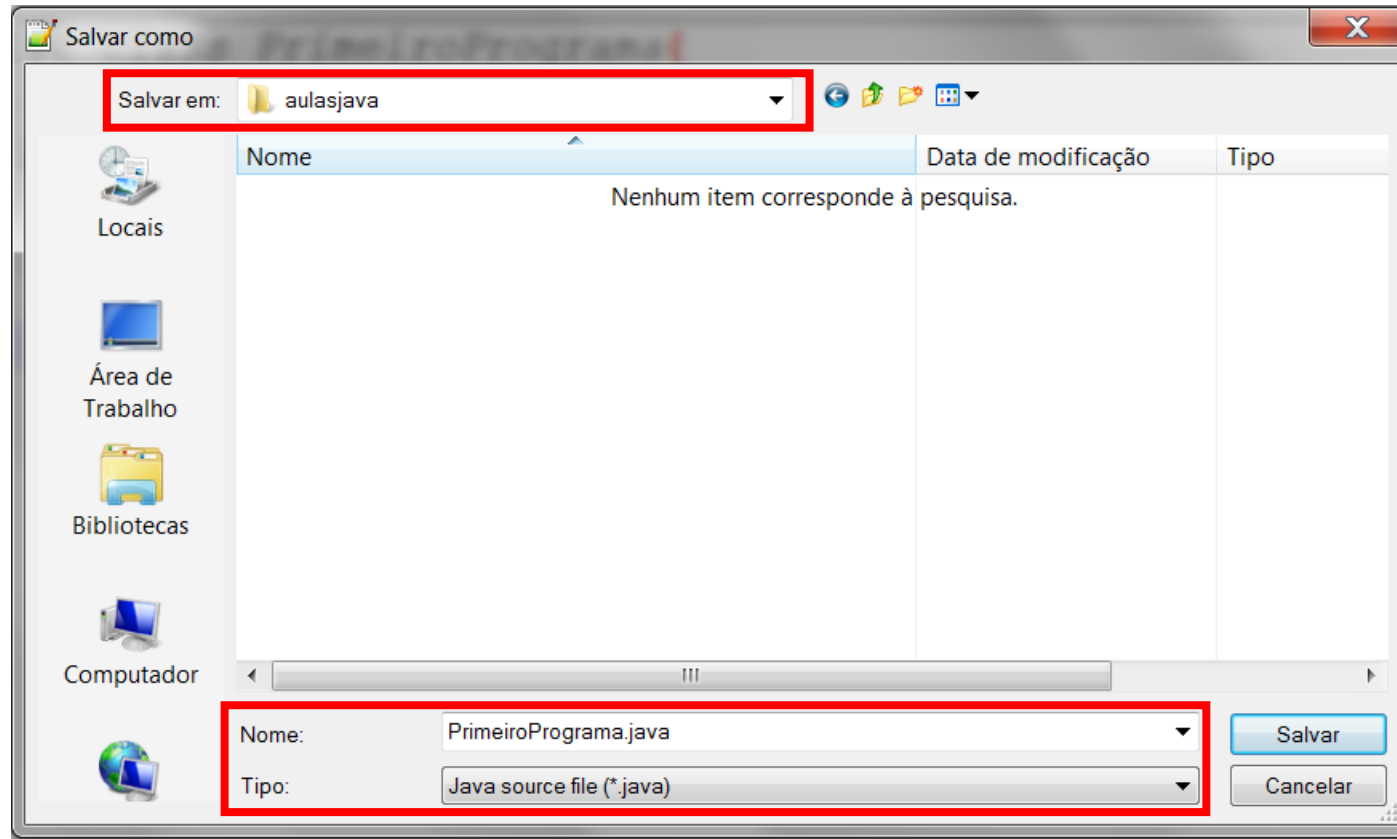 Salvar como
PrimeiroPrograma{
Salvar em: aulasjava
Nome Data de modificação Tipo
Nenhum item corresponde à pesquisa.
Locais
Área de
Trabalho
Bibliotecas
Computador
Nome: PrimeiroPrograma.java Salvar
Tipo: Java source file (*.java) Cancelar